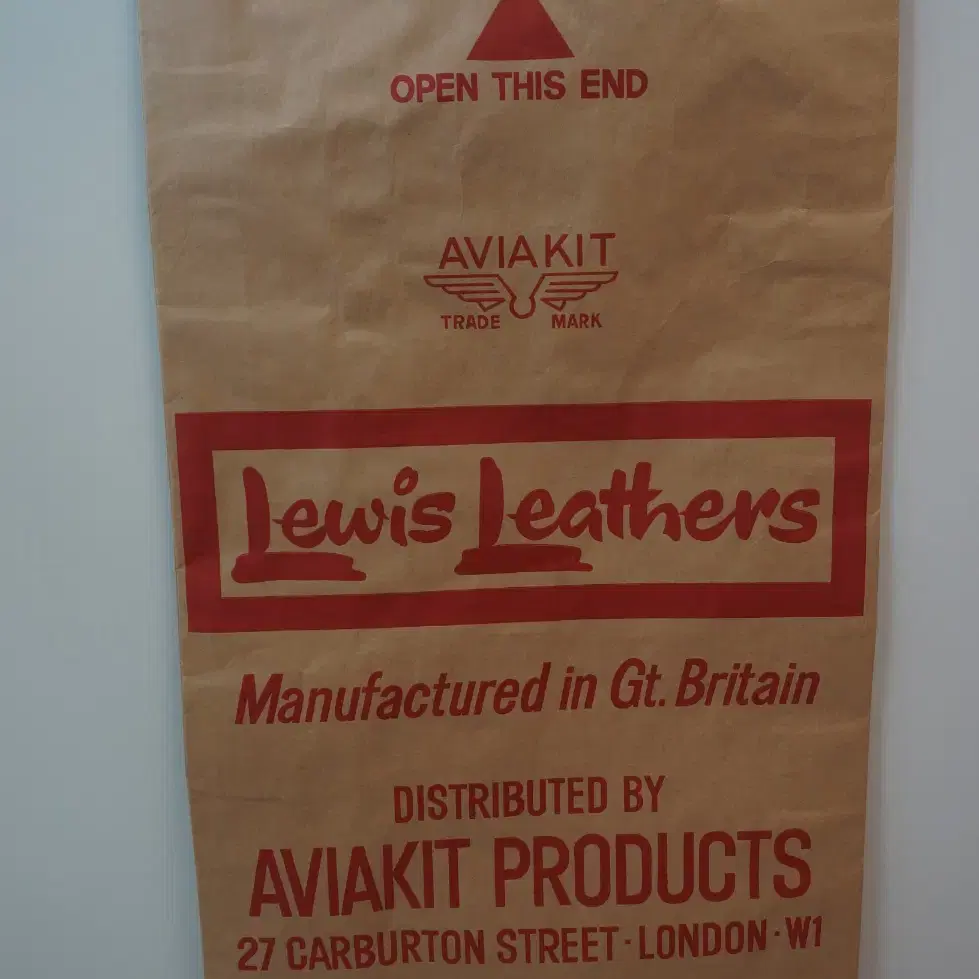 OPEN THIS END
AVIAKIT
TRADE MARK
Lewis Leathers
Manufactured in Gt. Britain
DISTRIBUTED BY
AVIAKIT PRODUCTS
27 CARBURTON STREET · LONDON · W1